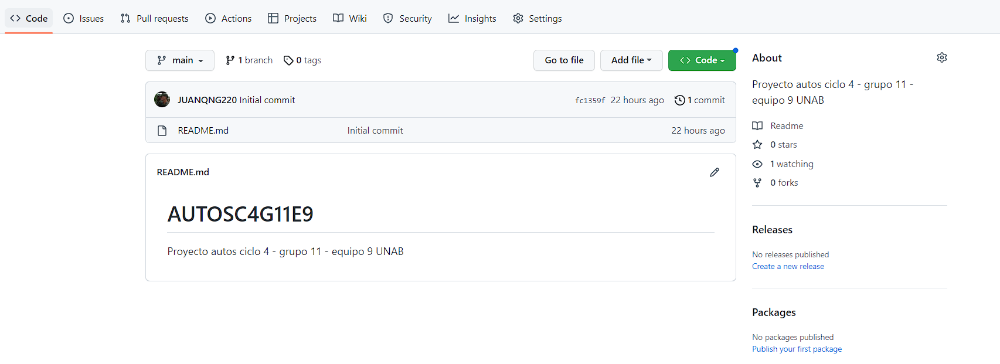 Code Issues Pull requests Actions Projects Wiki Security Insights Settings
main 1 branch 0 tags Go to file Add file Code
JUANQNG220 Initial commit fc1359f 22 hours ago 1 commit
README.md Initial commit 22 hours ago
README.md
AUTOSC4G11E9
Proyecto autos ciclo 4 - grupo 11 - equipo 9 UNAB
About
Proyecto autos ciclo 4 - grupo 11 -
equipo 9 UNAB
Readme
0 stars
1 watching
0 forks
Releases
No releases published
Create a new release
Packages
No packages published
Publish your first package